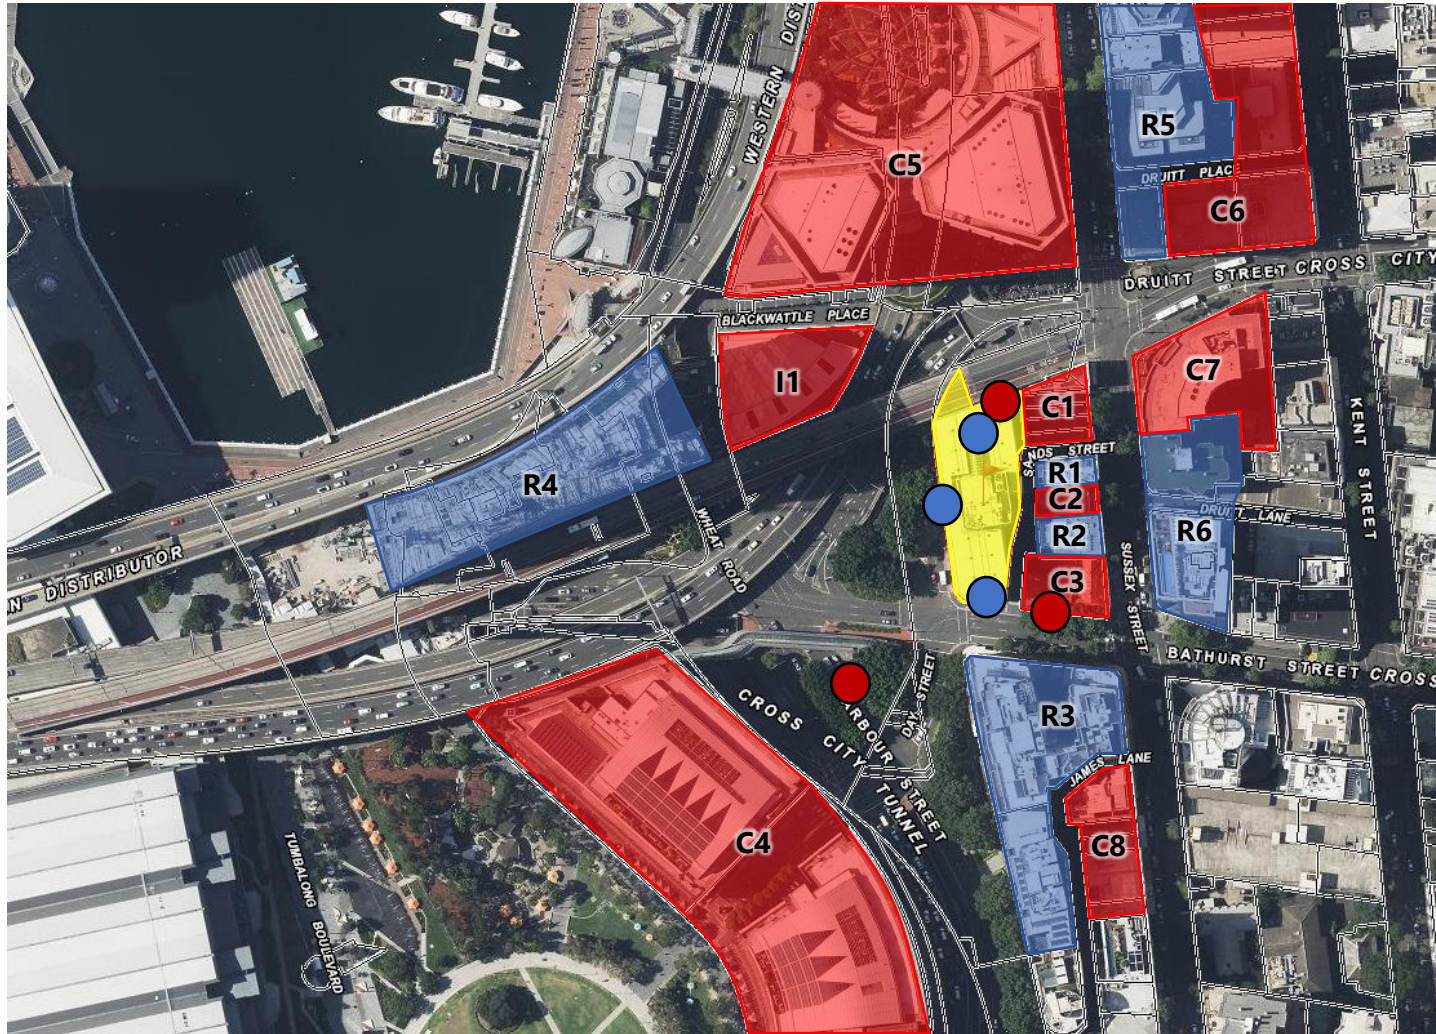 WESTERN DIS
C5
R5
DRUITT PLACE
C6
DRUITT STREET CROSS CITY
BLACKWATTLE PLACE
I1
C7
C1
KENT STREET
SANDS STREET
R1
C2
R2
C3
R4
DRUITT LANE
R6
WHEAT ROAD
SUSSEX STREET
N DISTRIBUTOR
BATHURST STREET CROSS
DAY STREET
CROSS CITY TUNNEL
ARBOUR STREET
R3
JAMES LANE
C4
C8
TUMBALONG BOULEVARD